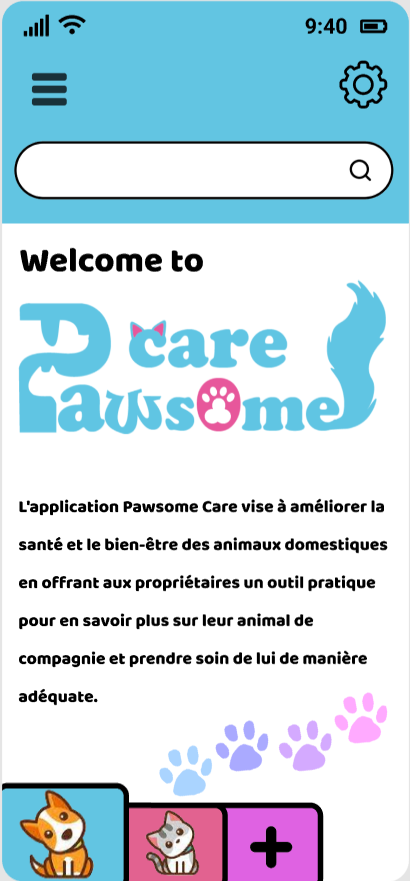 9:40
Welcome to
care
Pawsome
L'application Pawsome Care vise à améliorer la
santé et le bien-être des animaux domestiques
en offrant aux propriétaires un outil pratique
pour en savoir plus sur leur animal de
compagnie et prendre soin de lui de manière
adéquate.